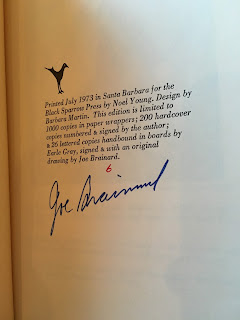 Printed July 1973 in Santa Barbara for the
Black Sparrow Press by Noel Young. Design by
Barbara Martin. This edition is limited to
1000 copies in paper wrappers; 200 hardcover
copies numbered & signed by the author;
& 26 lettered copies handbound in boards by
Earle Gray, signed & with an original
drawing by Joe Brainard.
6
Joe Brainard